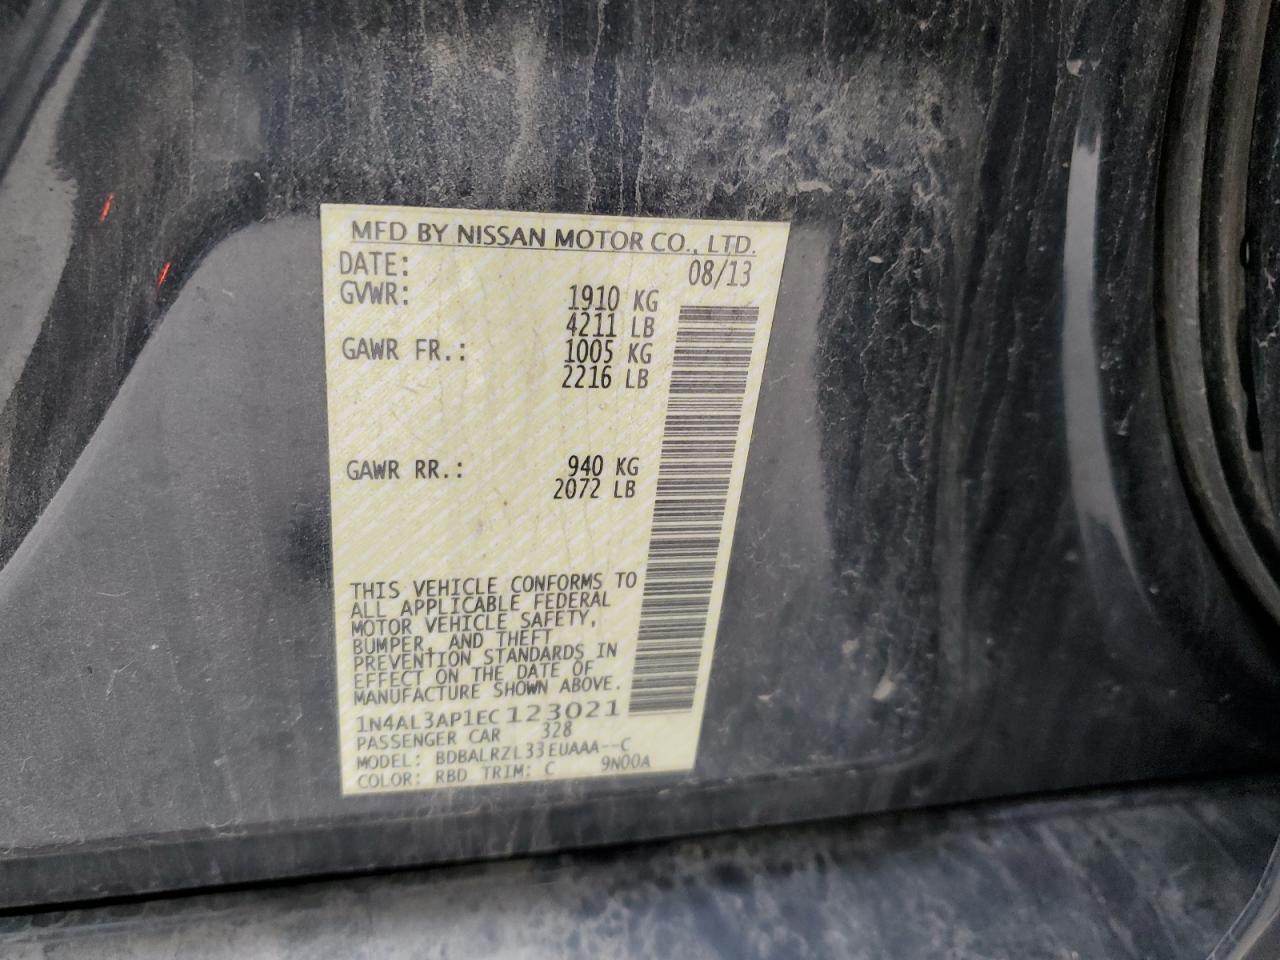 MFD BY NISSAN MOTOR CO., LTD.
DATE: 08/13
GVWR: 1910 KG
4211 LB
GAWR FR.: 1005 KG
2216 LB
GAWR RR.: 940 KG
2072 LB
THIS VEHICLE CONFORMS TO
ALL APPLICABLE FEDERAL
MOTOR VEHICLE SAFETY,
BUMPER, AND THEFT
PREVENTION STANDARDS IN
EFFECT ON THE DATE OF
MANUFACTURE SHOWN ABOVE.
1N4AL3AP1EC123021
PASSENGER CAR 328
MODEL: BDBALRZL33EUAAA--C
COLOR: RBD TRIM: C 9N00A